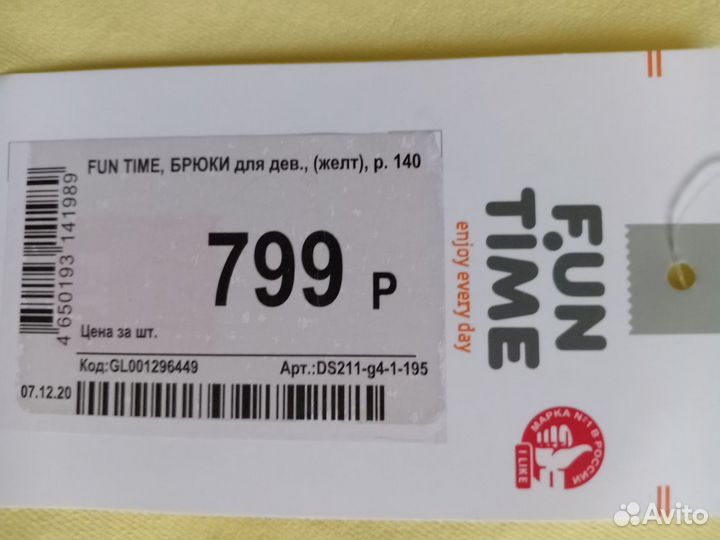 FUN TIME, БРЮКИ для дев., (желт), р. 140
799 Р
Цена за шт.
Код:GL001296449
Арт.:DS211-g4-1-195
07.12.20
4 650193 141989
FUN
TIME
enjoy every day
МАРКА №1 В РОССИИ
I LIKE
Avito